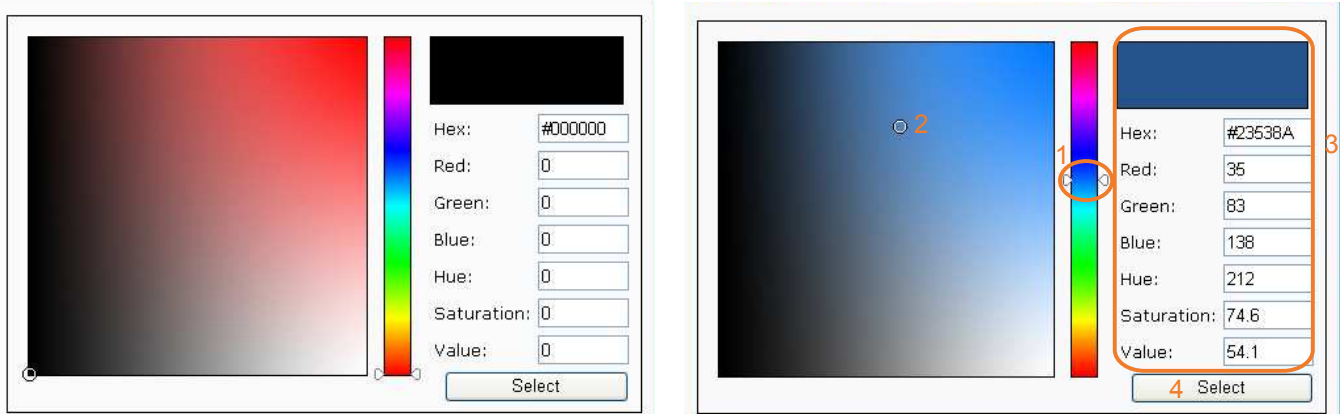 Hex: #000000
Red: 0
Green: 0
Blue: 0
Hue: 0
Saturation: 0
Value: 0
Select
2
1
3
Hex: #23538A
Red: 35
Green: 83
Blue: 138
Hue: 212
Saturation: 74.6
Value: 54.1
4 Select